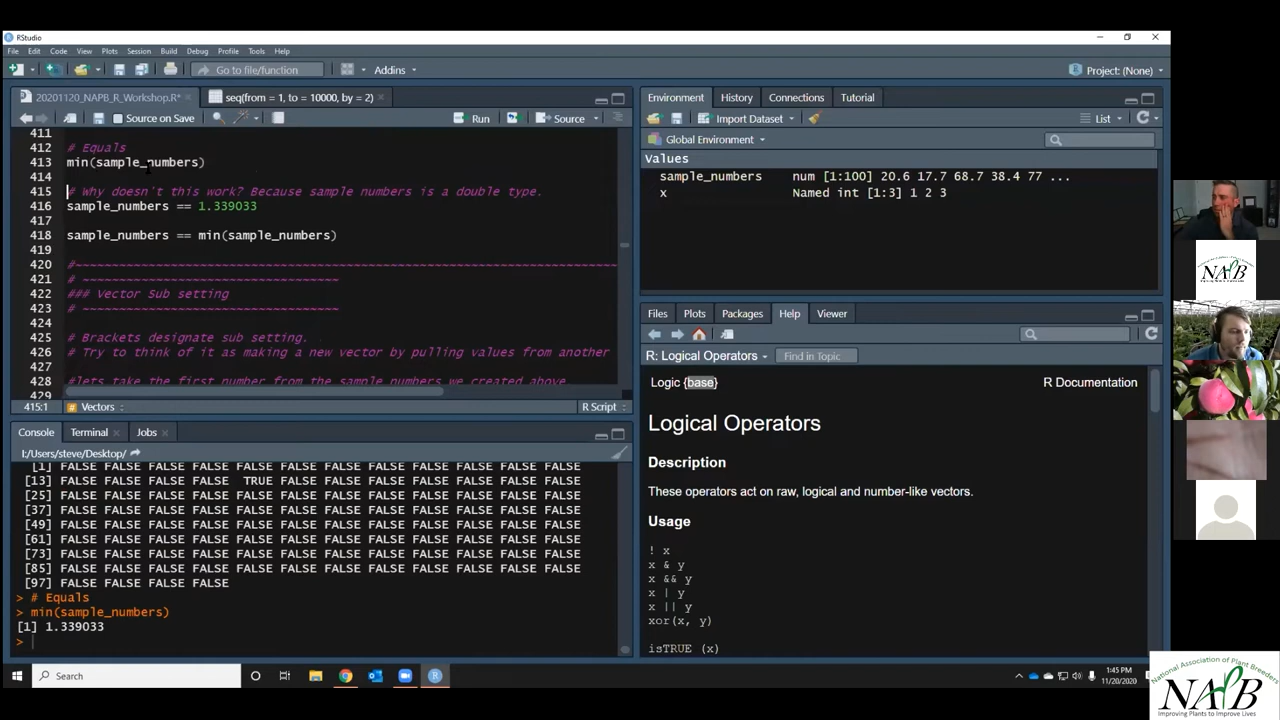 RStudio
File Edit Code View Plots Session Build Debug Profile Tools Help
Go to file/function Addins Project: (None)
20201120_NAPB_R_Workshop.R* seq(from = 1, to = 10000, by = 2)
Source on Save Run Source
411
412 # Equals
413 min(sample_numbers)
414
415 # Why doesn't this work? Because sample numbers is a double type.
416 sample_numbers == 1.339033
417
418 sample_numbers == min(sample_numbers)
419
420 #~~~~~~~~~~~~~~~~~~~~~~~~~~~~~~~~~~~~~~~~~~~~~~~~~~~~~~~~~~~~~~~~~~~~~~~~~~~
421 # ~~~~~~~~~~~~~~~~~~~~~~~~~~~~~~~~~~~
422 ### Vector Sub setting
423 # ~~~~~~~~~~~~~~~~~~~~~~~~~~~~~~~~~~~
424
425 # Brackets designate sub setting.
426 # Try to think of it as making a new vector by pulling values from another
427
428 #lets take the first number from the sample_numbers we created above
429
415:1 # Vectors R Script
Console Terminal Jobs
I:/Users/steve/Desktop/
[1] FALSE FALSE FALSE FALSE FALSE FALSE FALSE FALSE FALSE FALSE FALSE FALSE
[13] FALSE FALSE FALSE FALSE TRUE FALSE FALSE FALSE FALSE FALSE FALSE FALSE
[25] FALSE FALSE FALSE FALSE FALSE FALSE FALSE FALSE FALSE FALSE FALSE FALSE
[37] FALSE FALSE FALSE FALSE FALSE FALSE FALSE FALSE FALSE FALSE FALSE FALSE
[49] FALSE FALSE FALSE FALSE FALSE FALSE FALSE FALSE FALSE FALSE FALSE FALSE
[61] FALSE FALSE FALSE FALSE FALSE FALSE FALSE FALSE FALSE FALSE FALSE FALSE
[73] FALSE FALSE FALSE FALSE FALSE FALSE FALSE FALSE FALSE FALSE FALSE FALSE
[85] FALSE FALSE FALSE FALSE FALSE FALSE FALSE FALSE FALSE FALSE FALSE FALSE
[97] FALSE FALSE FALSE FALSE
> # Equals
> min(sample_numbers)
[1] 1.339033
>
Environment History Connections Tutorial
Import Dataset List
Global Environment
Values
sample_numbers num [1:100] 20.6 17.7 68.7 38.4 77 ...
x Named int [1:3] 1 2 3
Files Plots Packages Help Viewer
R: Logical Operators Find in Topic
Logic {base} R Documentation
Logical Operators
Description
These operators act on raw, logical and number-like vectors.
Usage
! x
x & y
x && y
x | y
x || y
xor(x, y)
isTRUE (x)
Search
1:45 PM
11/20/2020
NAPB
National Association of Plant Breeders
NAPB
Improving Plants to Improve Lives